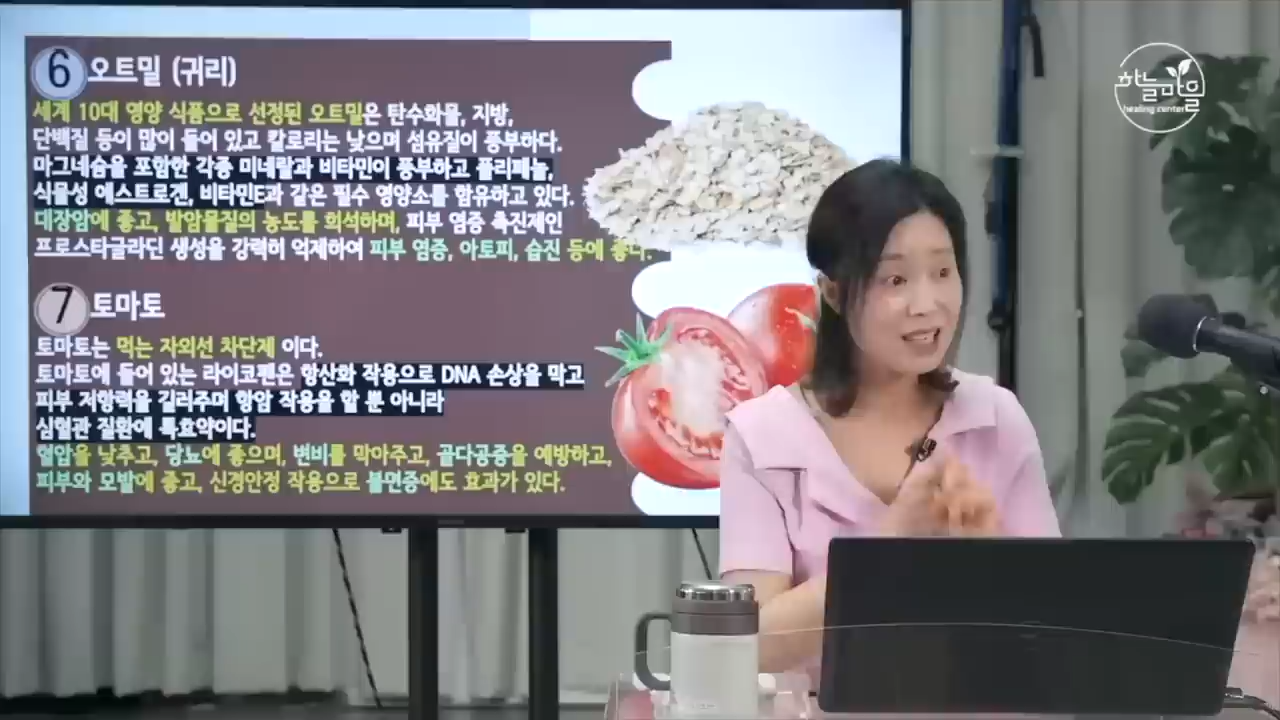 6 오트밀 (귀리)
세계 10대 영양 식품으로 선정된 오트밀은 탄수화물, 지방,
단백질 등이 많이 들어 있고 칼로리는 낮으며 섬유질이 풍부하다.
마그네슘을 포함한 각종 미네랄과 비타민이 풍부하고 폴리페놀,
식물성 에스트로겐, 비타민E과 같은 필수 영양소를 함유하고 있다.
대장암에 좋고, 발암물질의 농도를 희석하며, 피부 염증 촉진제인
프로스타글라딘 생성을 강력히 억제하여 피부 염증, 아토피, 습진 등에 좋다.
7 토마토
토마토는 먹는 자외선 차단제 이다.
토마토에 들어 있는 라이코펜은 항산화 작용으로 DNA 손상을 막고
피부 저항력을 길러주며 항암 작용을 할 뿐 아니라
심혈관 질환에 특효약이다.
혈압을 낮추고, 당뇨에 좋으며, 변비를 막아주고, 골다공증을 예방하고,
피부와 모발에 좋고, 신경안정 작용으로 불면증에도 효과가 있다.
하늘마을
healing center